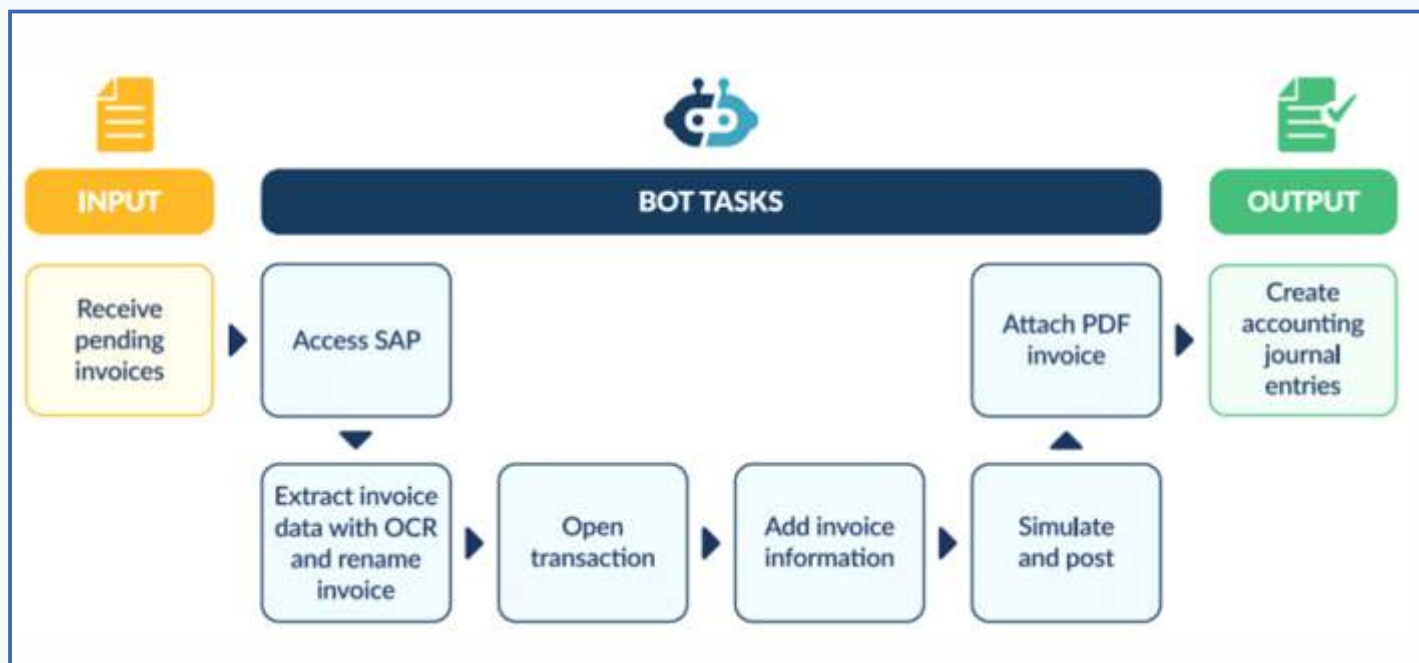 INPUT
BOT TASKS
OUTPUT
Receive
pending
invoices
Access SAP
Extract invoice
data with OCR
and rename
invoice
Open
transaction
Add invoice
information
Simulate
and post
Attach PDF
invoice
Create
accounting
journal
entries